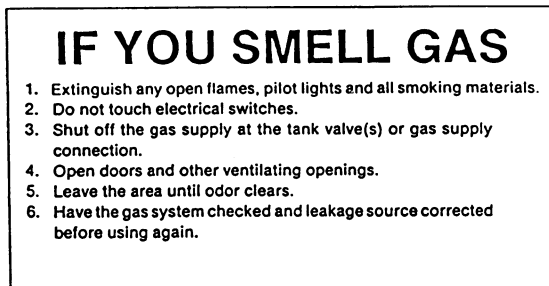 IF YOU SMELL GAS
1. Extinguish any open flames, pilot lights and all smoking materials.
2. Do not touch electrical switches.
3. Shut off the gas supply at the tank valve(s) or gas supply
connection.
4. Open doors and other ventilating openings.
5. Leave the area until odor clears.
6. Have the gas system checked and leakage source corrected
before using again.